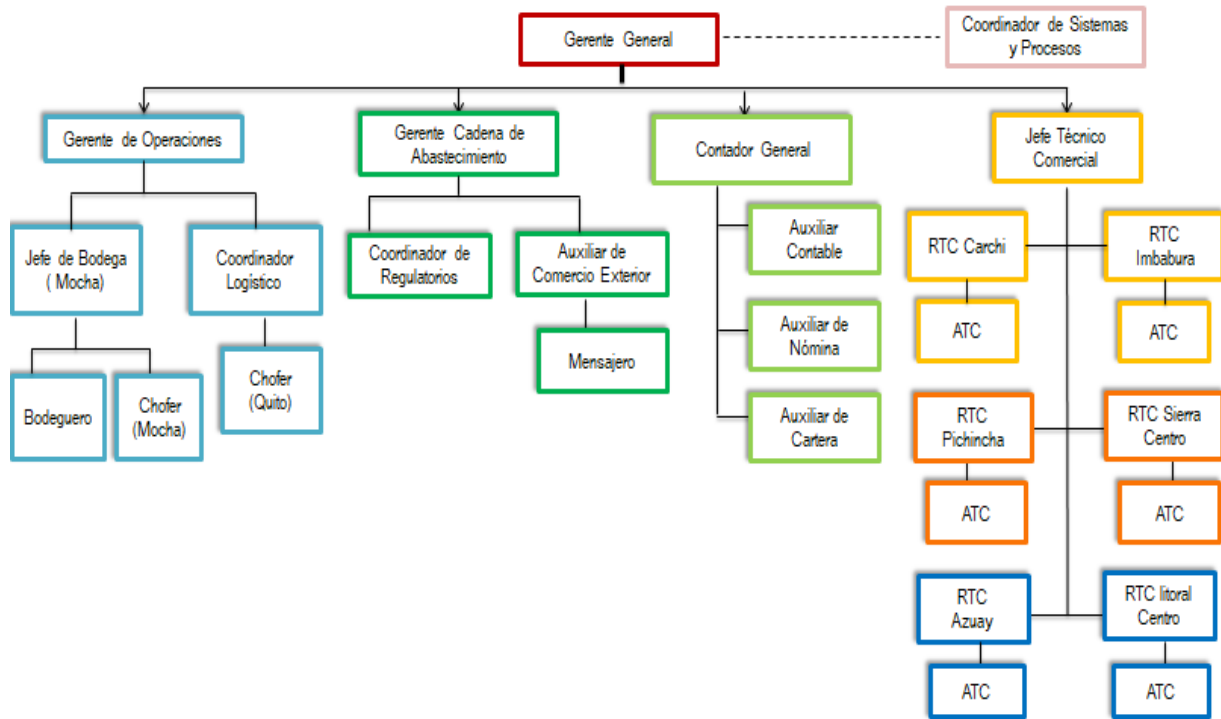 Gerente General
Coordinador de Sistemas
y Procesos
Gerente de Operaciones
Gerente Cadena de
Abastecimiento
Contador General
Jefe Técnico
Comercial
Jefe de Bodega
( Mocha)
Coordinador
Logístico
Coordinador de
Regulatorios
Auxiliar de
Comercio Exterior
Auxiliar
Contable
RTC Carchi
RTC
Imbabura
Bodeguero
Chofer
(Mocha)
Chofer
(Quito)
Mensajero
Auxiliar de
Nómina
ATC
ATC
Auxiliar de
Cartera
RTC
Pichincha
RTC Sierra
Centro
ATC
ATC
RTC
Azuay
RTC litoral
Centro
ATC
ATC